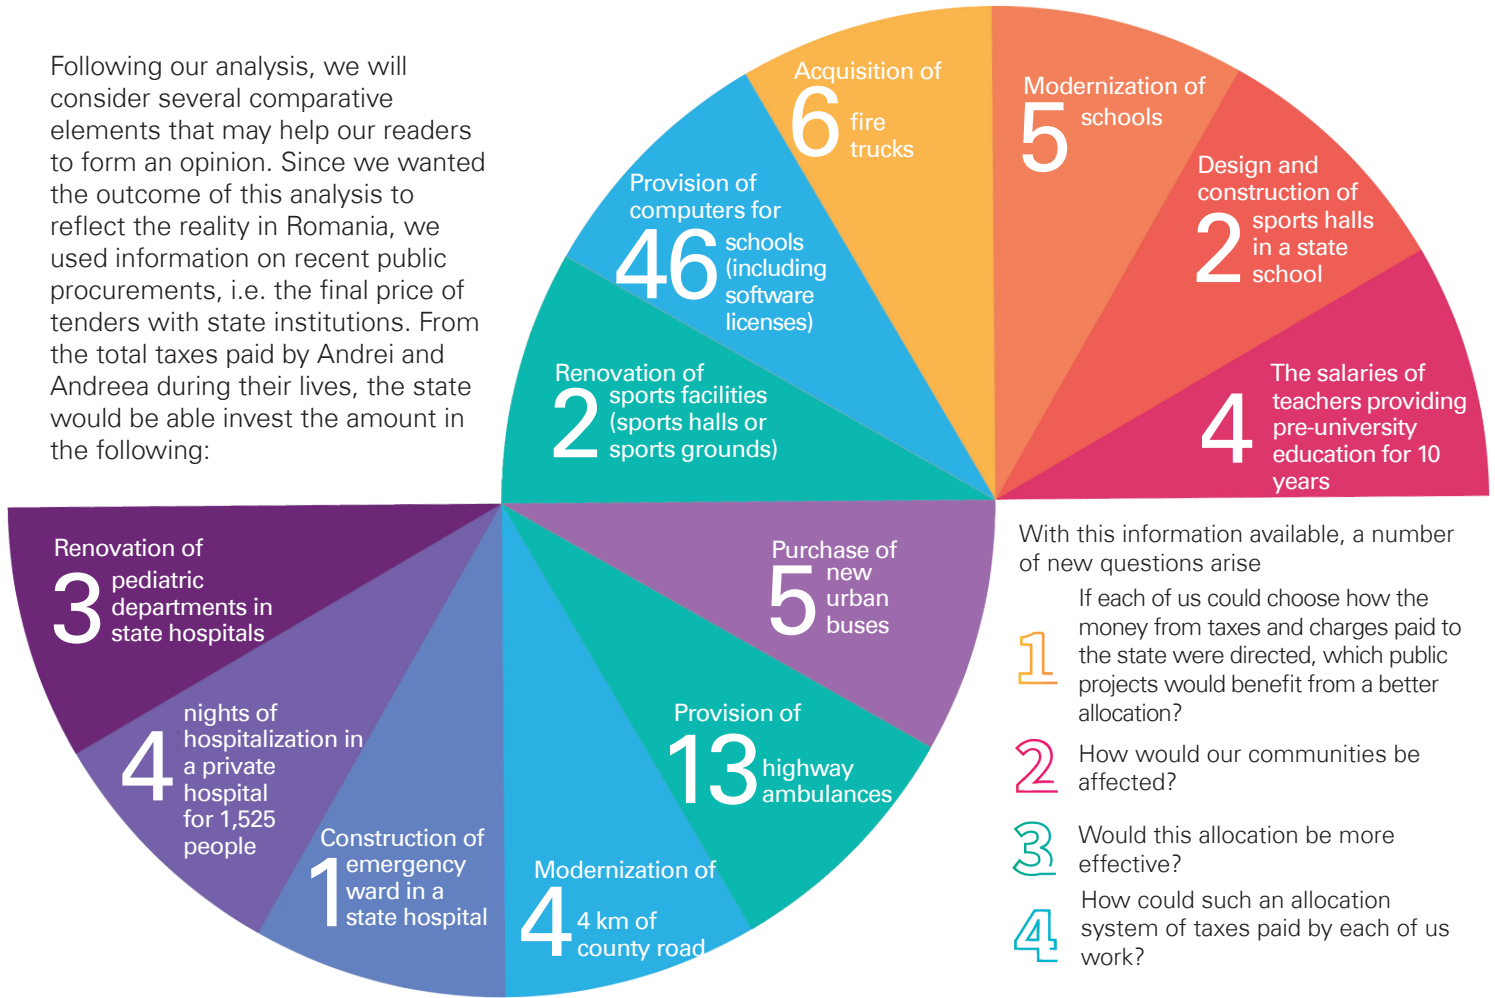 Following our analysis, we will
consider several comparative
elements that may help our readers
to form an opinion. Since we wanted
the outcome of this analysis to
reflect the reality in Romania, we
used information on recent public
procurements, i.e. the final price of
tenders with state institutions. From
the total taxes paid by Andrei and
Andreea during their lives, the state
would be able invest the amount in
the following:
Renovation of
2 sports facilities
(sports halls or
sports grounds)
Provision of
computers for
46 schools
(including
software
licenses)
Acquisition of
6 fire
trucks
Modernization of
5 schools
Design and
construction of
2 sports halls
in a state
school
The salaries of
4 teachers providing
pre-university
education for 10
years
Renovation of
3 pediatric
departments in
state hospitals
4 nights of
hospitalization in
a private
hospital
for 1,525
people
Construction of
1 emergency
ward in a
state hospital
Modernization of
4 4 km of
county road
Provision of
13 highway
ambulances
Purchase of
5 new
urban
buses
With this information available, a number
of new questions arise
1 If each of us could choose how the
money from taxes and charges paid to
the state were directed, which public
projects would benefit from a better
allocation?
2 How would our communities be
affected?
3 Would this allocation be more
effective?
4 How could such an allocation
system of taxes paid by each of us
work?